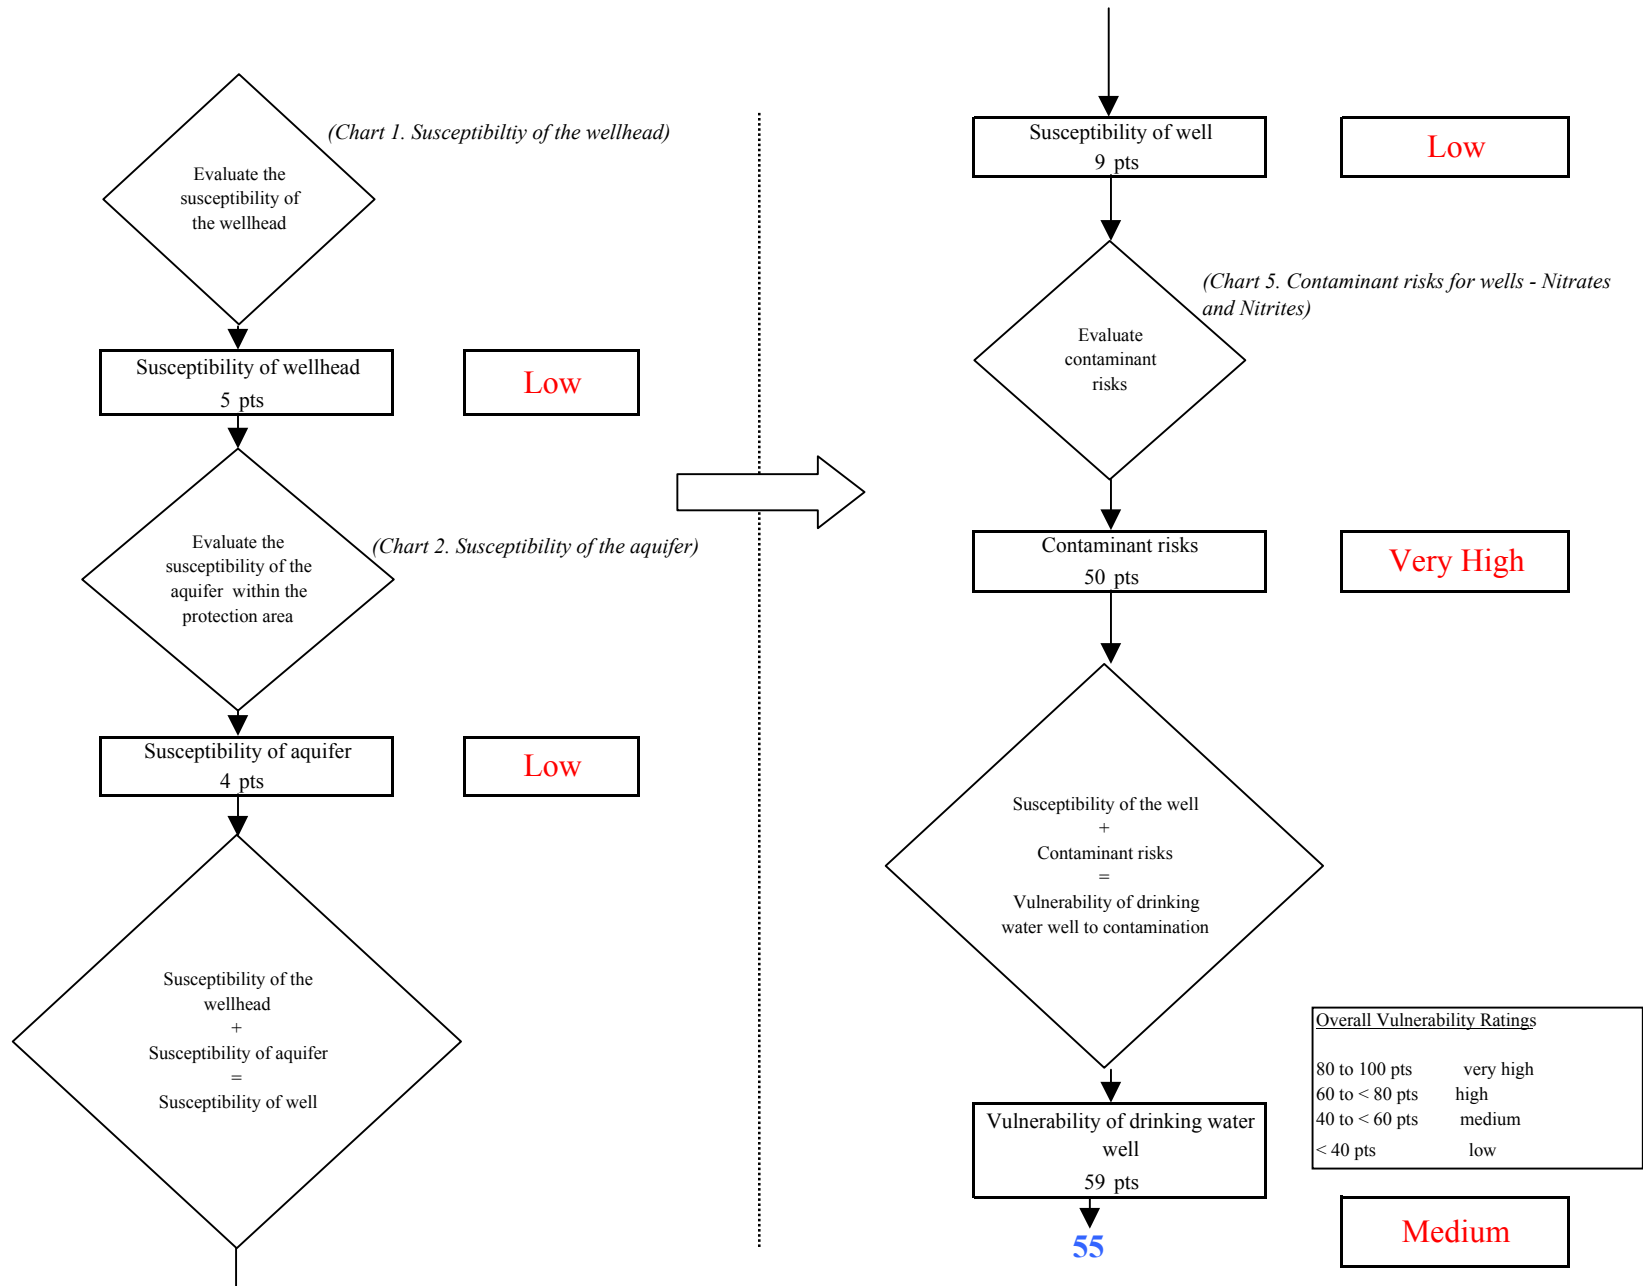 (Chart 1. Susceptibiltiy of the wellhead)
Evaluate the
susceptibility of
the wellhead
Susceptibility of wellhead
5 pts
Low
(Chart 2. Susceptibility of the aquifer)
Evaluate the
susceptibility of the
aquifer within the
protection area
Susceptibility of aquifer
4 pts
Low
Susceptibility of the
wellhead
+
Susceptibility of aquifer
=
Susceptibility of well
Susceptibility of well
9 pts
Low
(Chart 5. Contaminant risks for wells - Nitrates
and Nitrites)
Evaluate
contaminant
risks
Contaminant risks
50 pts
Very High
Susceptibility of the well
+
Contaminant risks
=
Vulnerability of drinking
water well to contamination
Overall Vulnerability Ratings
80 to 100 pts very high
60 to < 80 pts high
40 to < 60 pts medium
< 40 pts low
Vulnerability of drinking water
well
59 pts
55
Medium